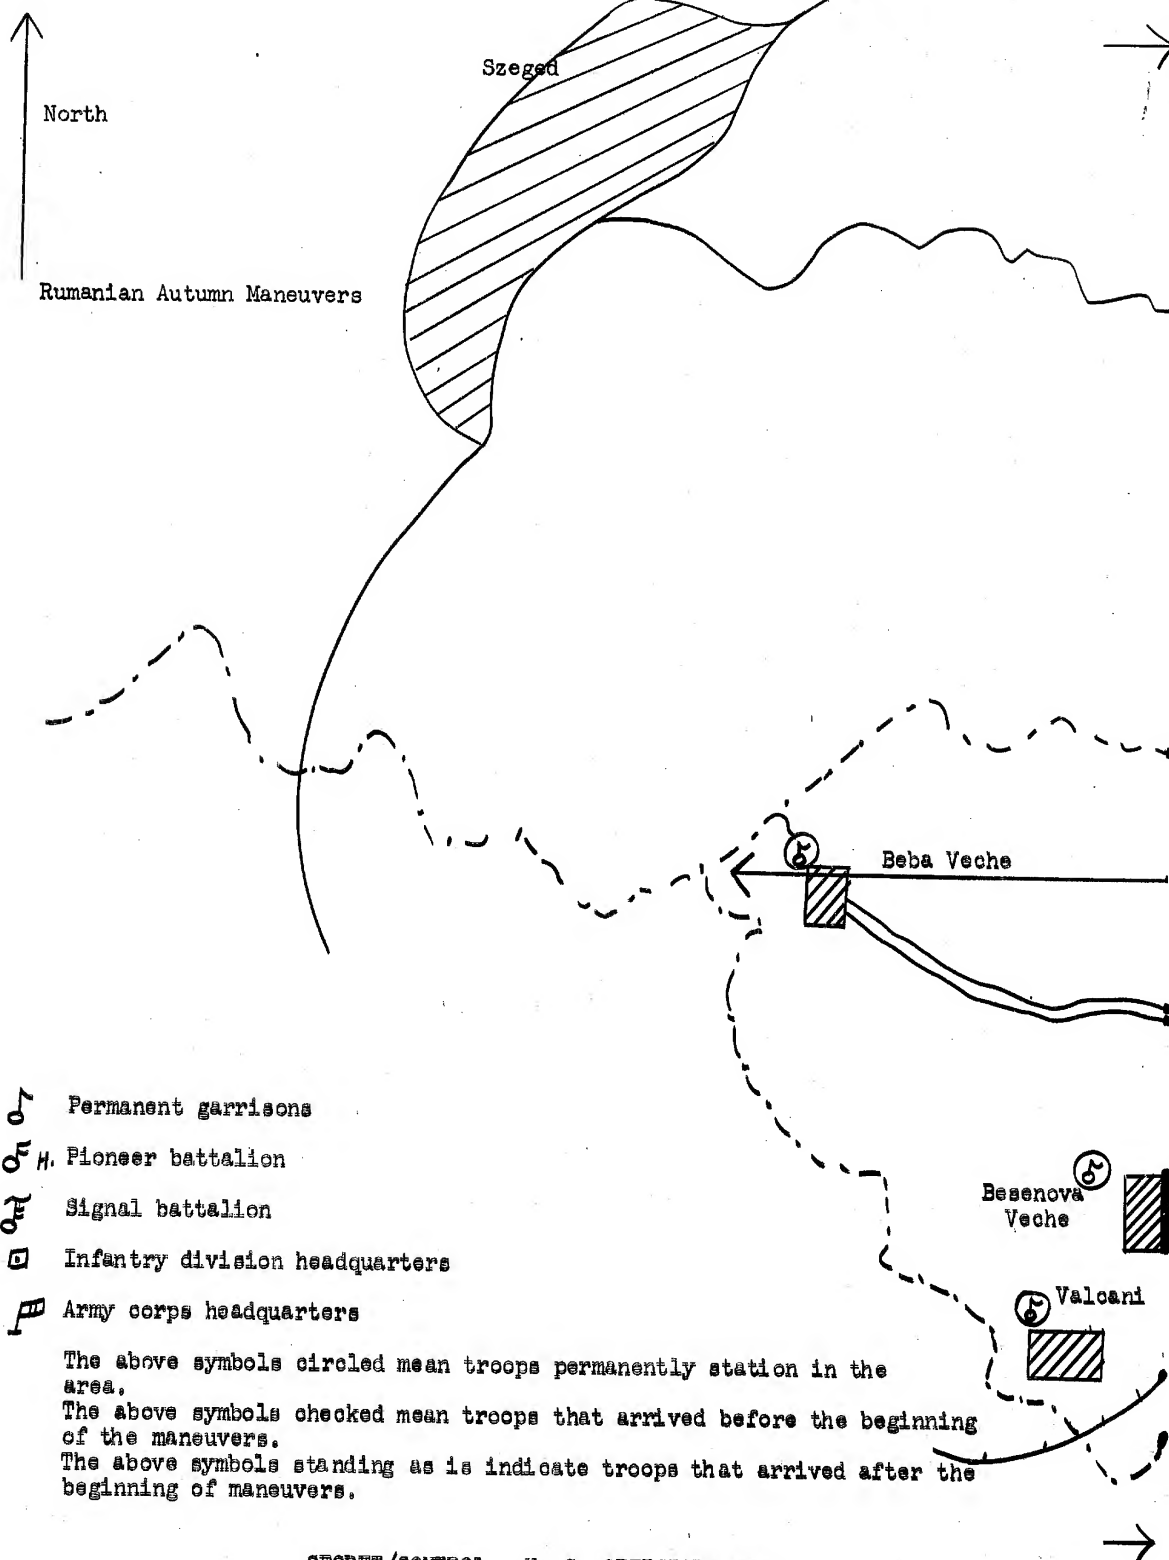 Szeged
North
Rumanian Autumn Maneuvers
Beba Veche
Besenova
Veche
Valcani
Permanent garrisons
H. Pioneer battalion
Signal battalion
Infantry division headquarters
Army corps headquarters
The above symbols circled mean troops permanently station in the
area.
The above symbols checked mean troops that arrived before the beginning
of the maneuvers.
The above symbols standing as is indicate troops that arrived after the
beginning of maneuvers.